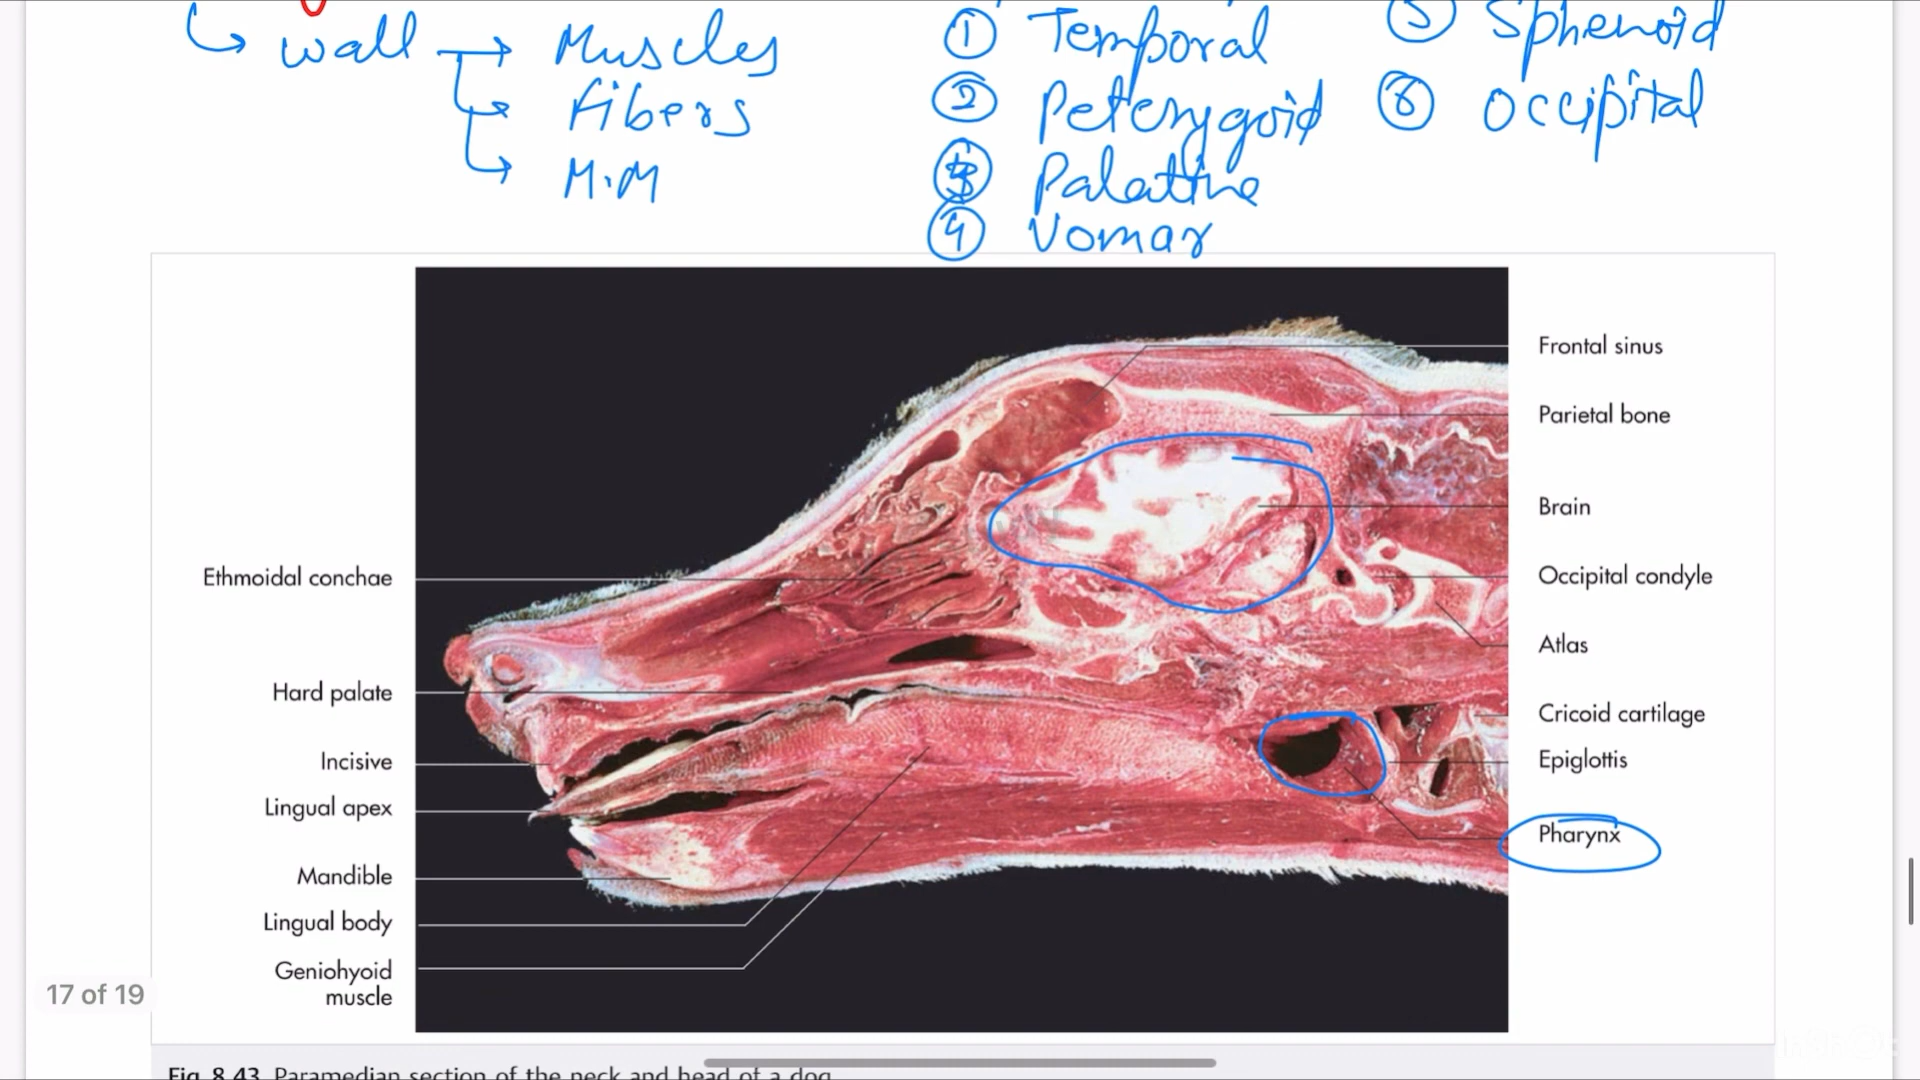 wall → Muscles
Fibers
M.M
① Temporal
② Peterygoid
③ Palattine
④ Vomar
⑤ Sphenoid
⑥ Occipital
Frontal sinus
Parietal bone
Brain
Occipital condyle
Atlas
Cricoid cartilage
Epiglottis
Pharynx
Ethmoidal conchae
Hard palate
Incisive
Lingual apex
Mandible
Lingual body
Geniohyoid
muscle
17 of 19
Fig. 8.43 Paramedian section of the neck and head of a dog